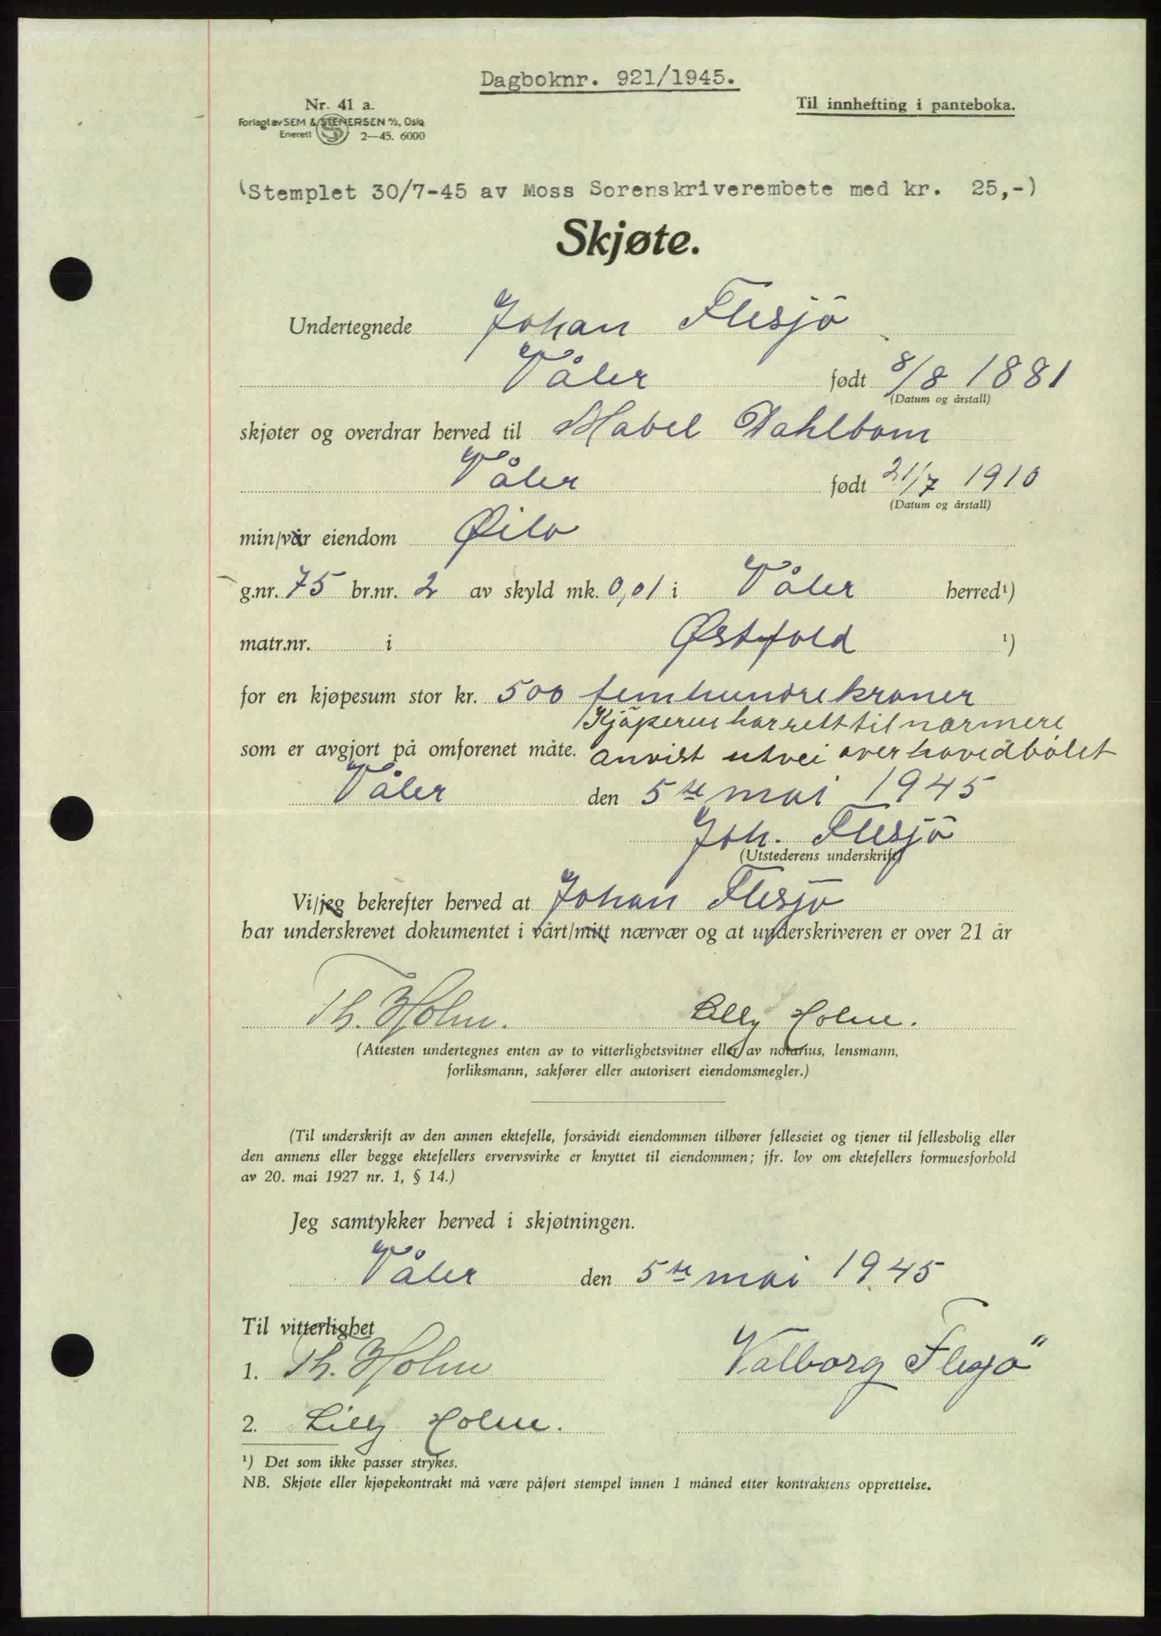 Dagboknr. 921/1945.
Nr. 41 a.
Til innhefting i panteboka.
Forlagt av SEM & STENERSEN A/S, Oslo
Enerett 2—45. 6000
(Stemplet 30/7-45 av Moss Sorenskriverembete med kr. 25,-)
Skjøte.
Undertegnede Johan Flesjö
Våler født 8/8 1881
(Datum og årstall)
skjøter og overdrar herved til Mabel Dahlbom
Våler født 21/7 1910
(Datum og årstall)
min/vår eiendom Øilo
g.nr. 75 br.nr. 2 av skyld mk. 0,01 i Våler herred¹)
matr.nr. i Østfold ¹)
for en kjøpesum stor kr. 500 femhundrekroner
Kjöperen har rett til nærmere
som er avgjort på omforenet måte. anvist utvei over hovedbölet
Våler den 5te mai 1945
Joh. Flesjö
(Utstederens underskrift)
Vi/jeg bekrefter herved at Johan Flesjö
har underskrevet dokumentet i vårt/mitt nærvær og at underskriveren er over 21 år
Th. Holm. Lilly Holm.
(Attesten undertegnes enten av to vitterlighetsvitner eller av notarius, lensmann,
forliksmann, sakfører eller autorisert eiendomsmegler.)
(Til underskrift av den annen ektefelle, forsåvidt eiendommen tilhører felleseiet og tjener til fellesbolig eller
den annens eller begge ektefellers ervervsvirke er knyttet til eiendommen; jfr. lov om ektefellers formuesforhold
av 20. mai 1927 nr. 1, § 14.)
Jeg samtykker herved i skjøtningen.
Våler den 5te mai 1945
Til vitterlighet
1. Th. Holm Valborg Flesjö
2. Lilly Holm.
¹) Det som ikke passer strykes.
NB. Skjøte eller kjøpekontrakt må være påført stempel innen 1 måned etter kontraktens opprettelse.